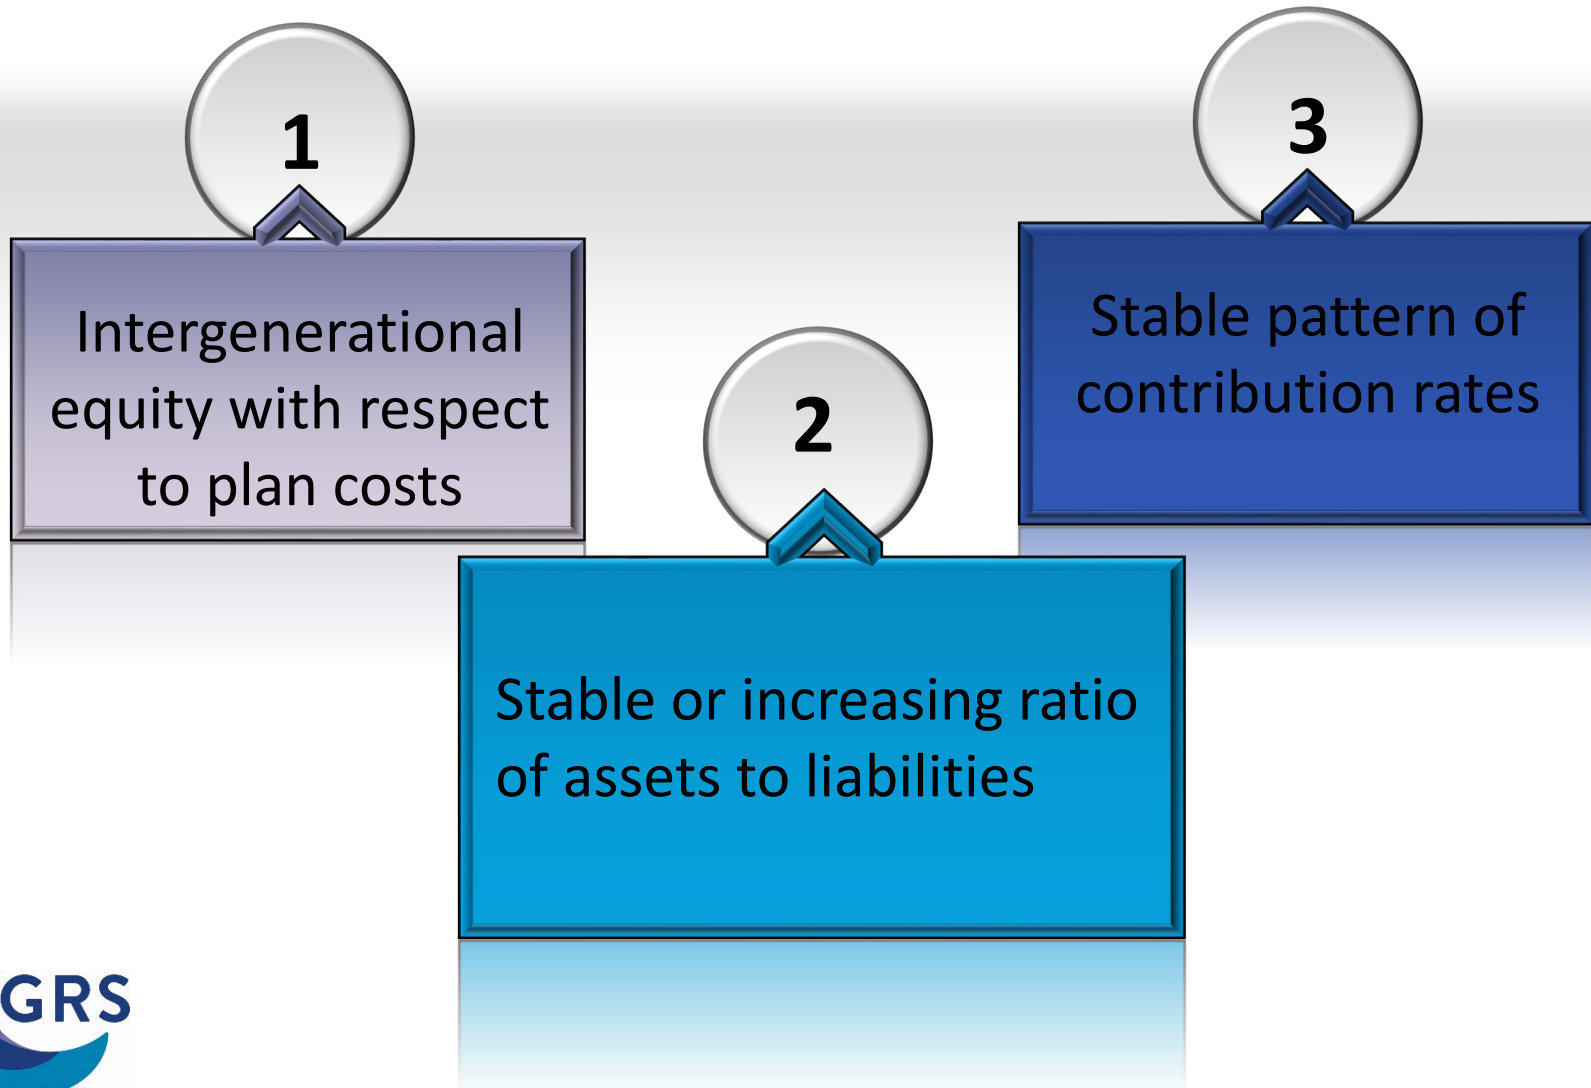 1
Intergenerational
equity with respect
to plan costs
2
Stable or increasing ratio
of assets to liabilities
3
Stable pattern of
contribution rates
GRS